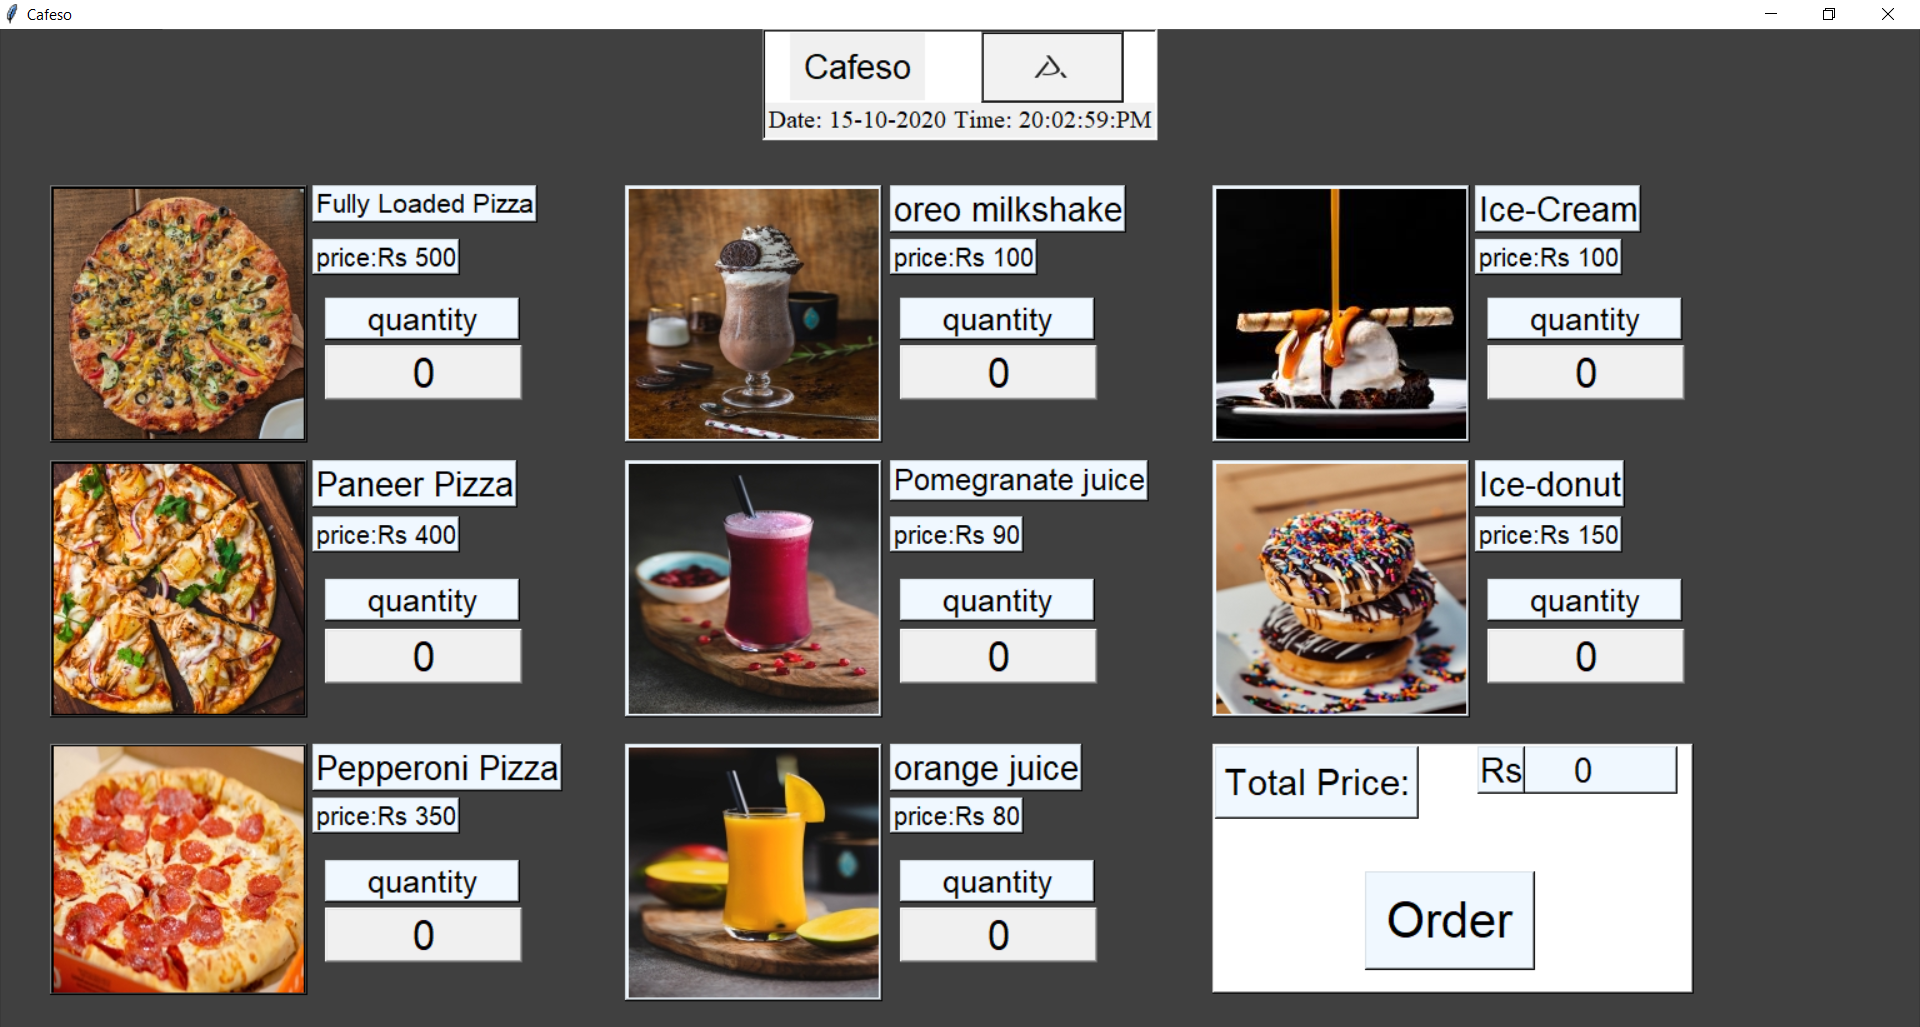 Cafeso
Cafeso
Date: 15-10-2020 Time: 20:02:59:PM
Fully Loaded Pizza
price:Rs 500
quantity
0
oreo milkshake
price:Rs 100
quantity
0
Ice-Cream
price:Rs 100
quantity
0
Paneer Pizza
price:Rs 400
quantity
0
Pomegranate juice
price:Rs 90
quantity
0
Ice-donut
price:Rs 150
quantity
0
Pepperoni Pizza
price:Rs 350
quantity
0
orange juice
price:Rs 80
quantity
0
Total Price: Rs 0
Order